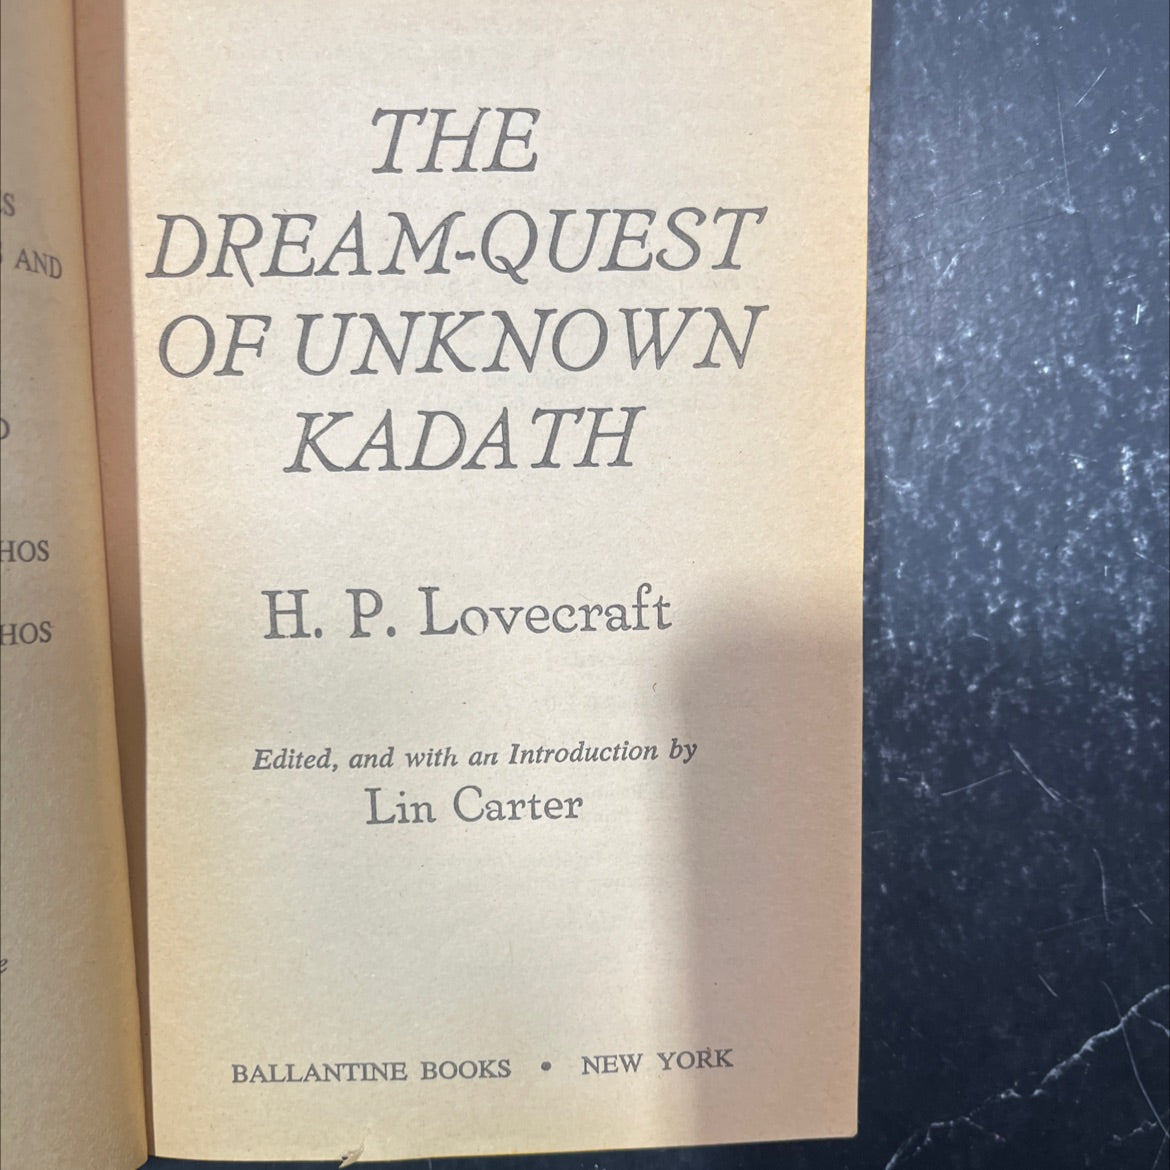 AND
THE
DREAM-QUEST
OF UNKNOWN
KADATH
H. P. Lovecraft
Edited, and with an Introduction by
Lin Carter
BALLANTINE BOOKS • NEW YORK